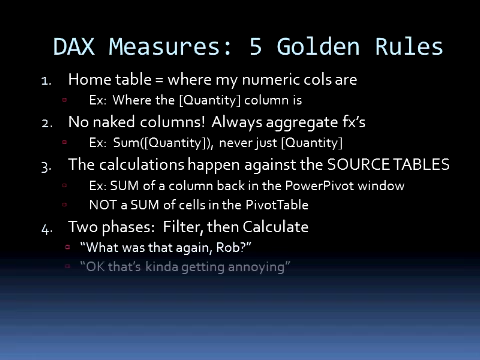 DAX Measures: 5 Golden Rules
1. Home table = where my numeric cols are
Ex: Where the [Quantity] column is
2. No naked columns! Always aggregate fx's
Ex: Sum([Quantity]), never just [Quantity]
3. The calculations happen against the SOURCE TABLES
Ex: SUM of a column back in the PowerPivot window
NOT a SUM of cells in the PivotTable
4. Two phases: Filter, then Calculate
"What was that again, Rob?"
"OK that's kinda getting annoying"